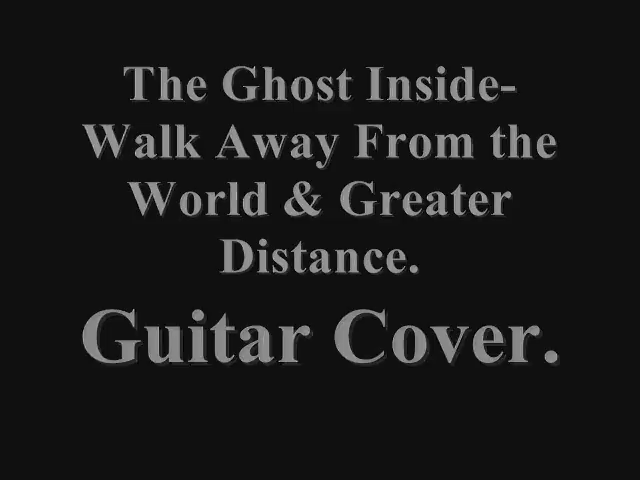 The Ghost Inside-
Walk Away From the
World & Greater
Distance.
Guitar Cover.